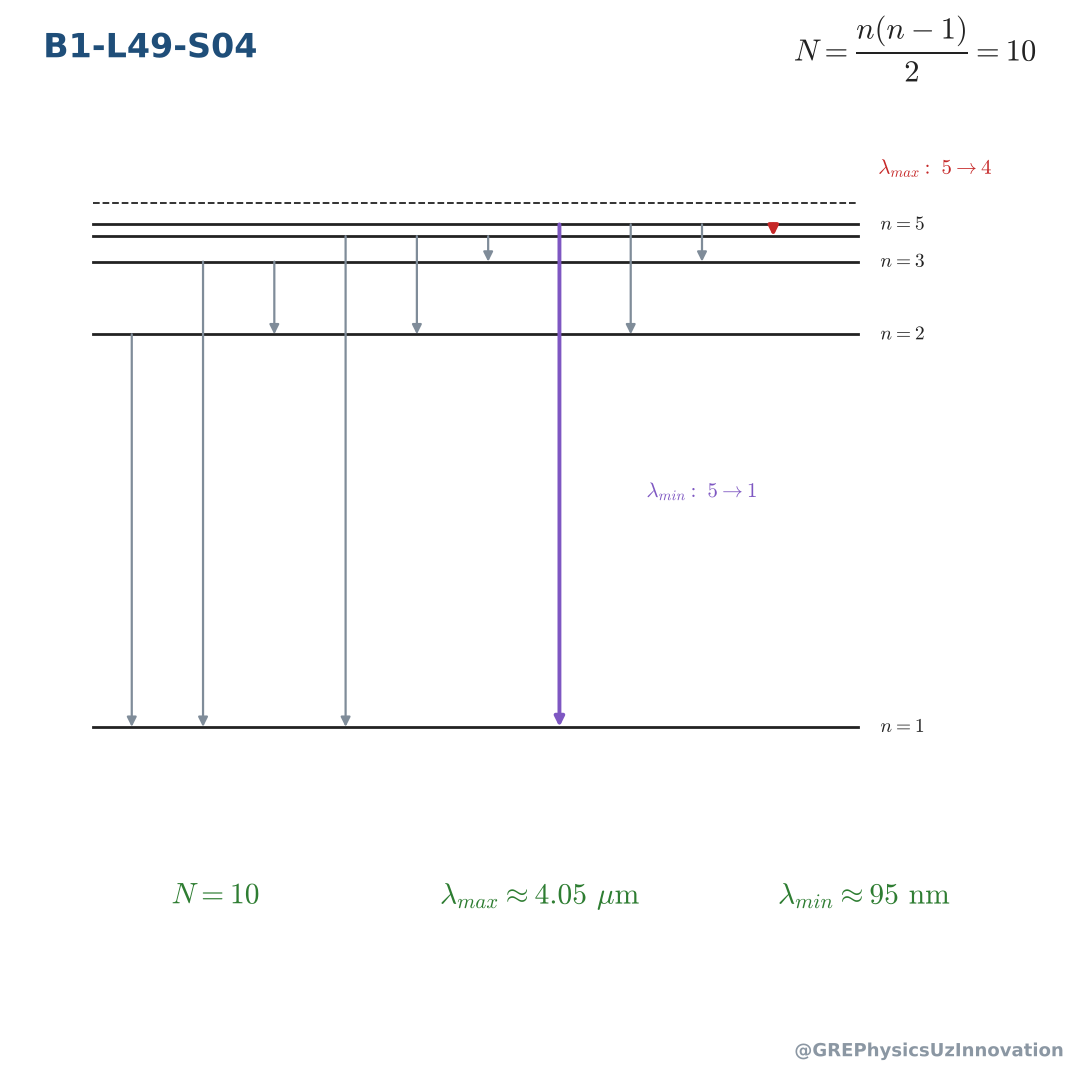 B1-L49-S04
N = n(n − 1)/2 = 10
λ_max : 5 → 4
n = 5
n = 3
n = 2
λ_min : 5 → 1
n = 1
N = 10 λ_max ≈ 4.05 μm λ_min ≈ 95 nm
@GREPhysicsUzInnovation